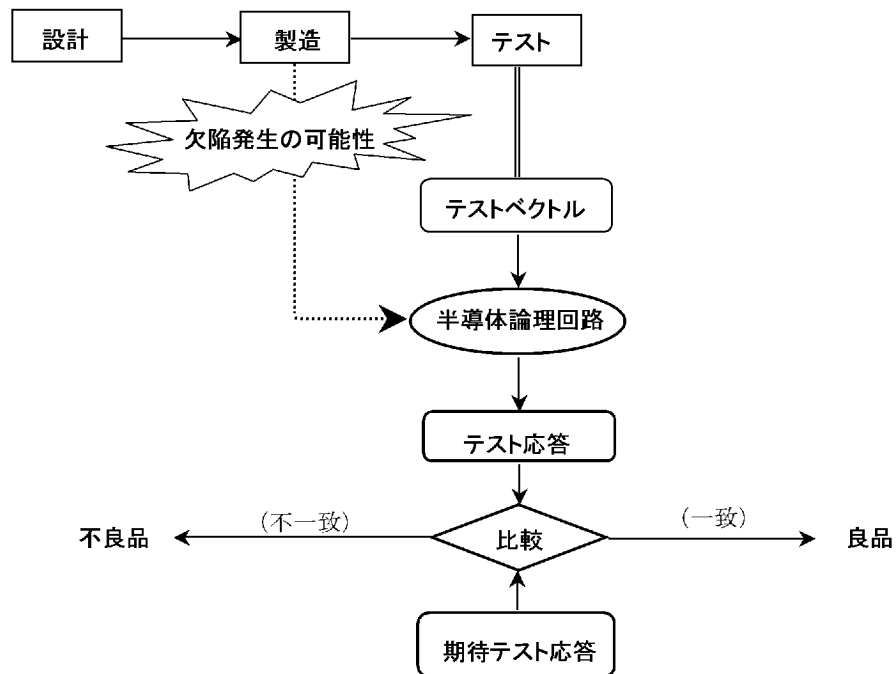 設計
製造
テスト
欠陥発生の可能性
テストベクトル
半導体論理回路
テスト応答
(不一致)
(一致)
不良品
比較
良品
期待テスト応答